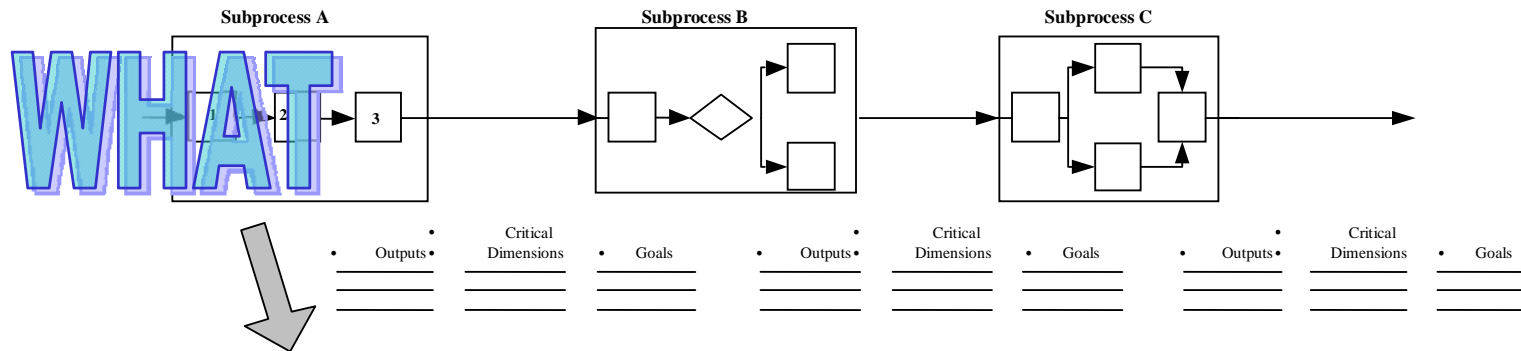 Subprocess A
Subprocess B
Subprocess C
WHAT
1
2
3
• Outputs
• Critical
• Dimensions
• Goals
• Outputs
• Critical
• Dimensions
• Goals
• Outputs
• Critical
• Dimensions
• Goals